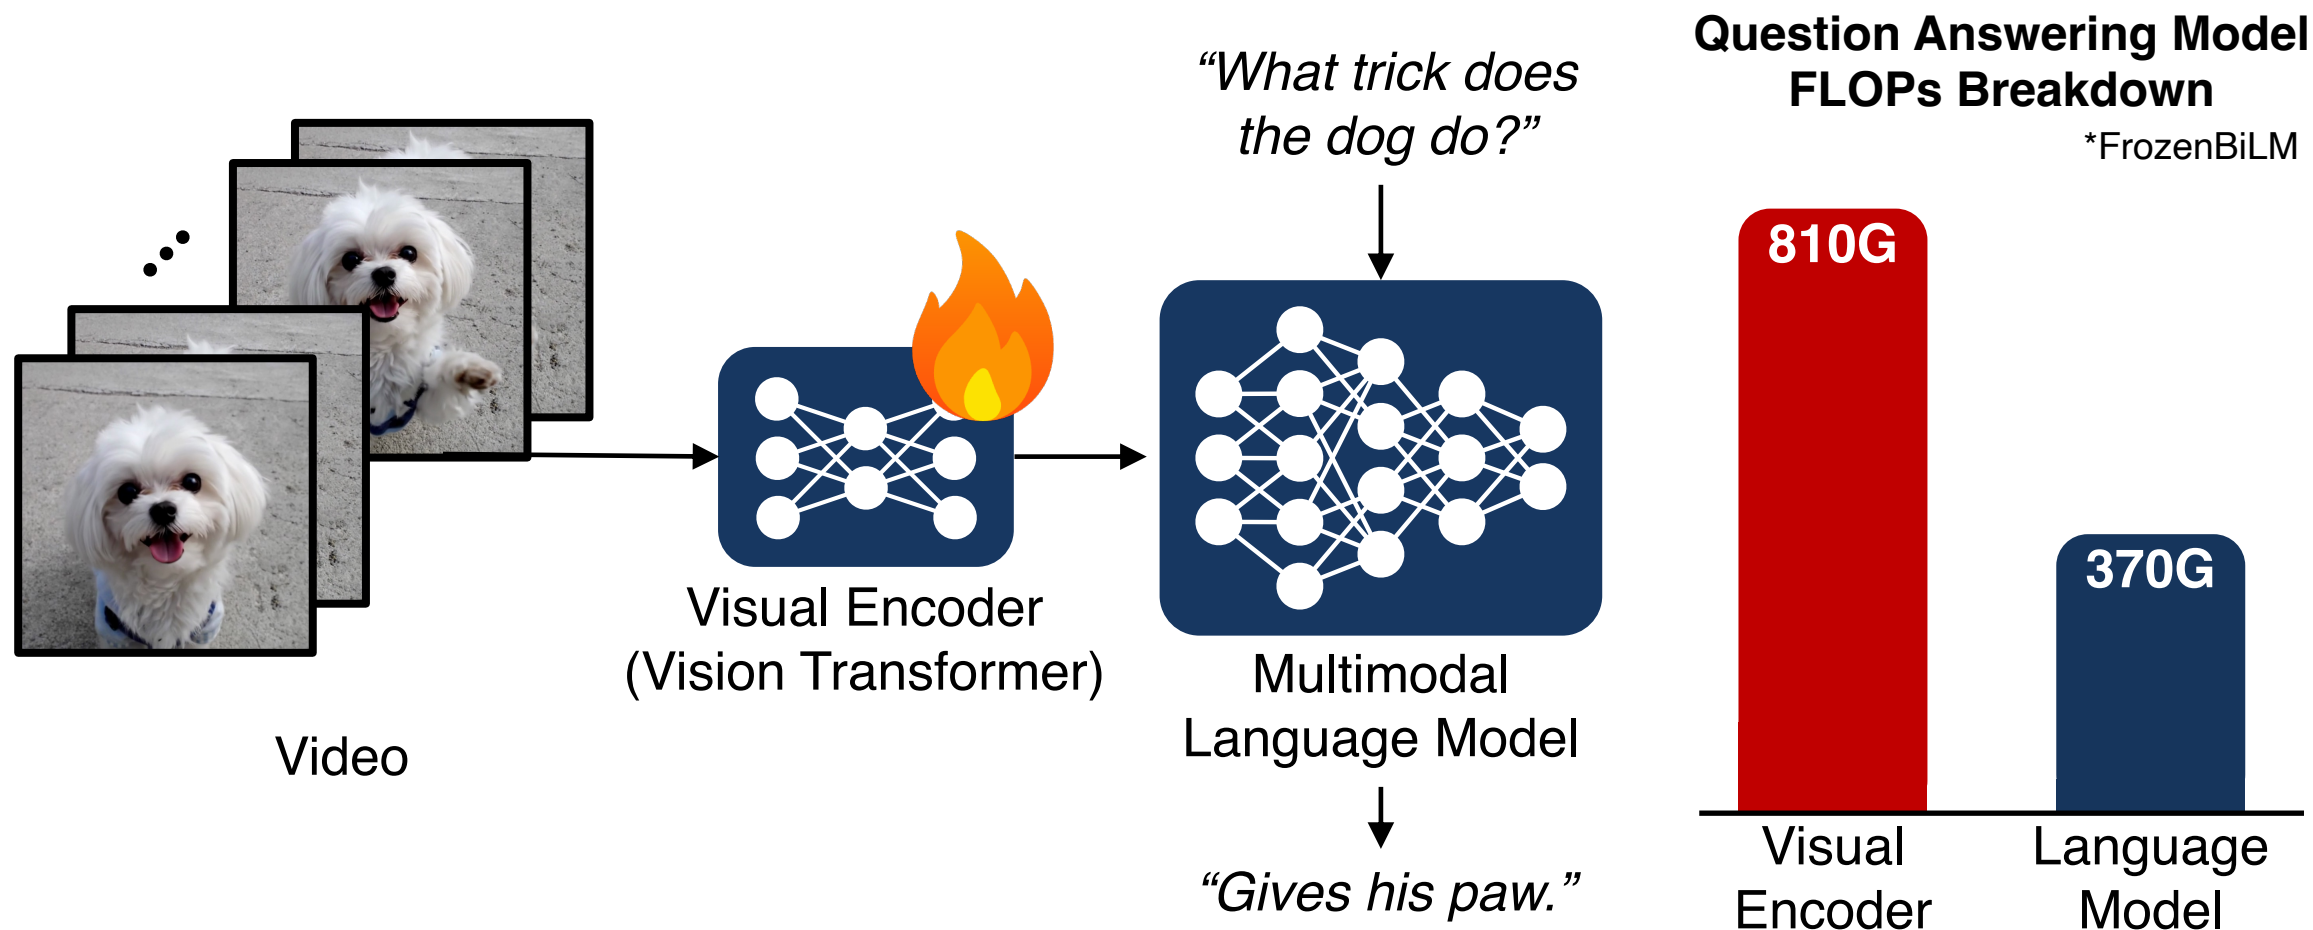 Video
Visual Encoder
(Vision Transformer)
“What trick does
the dog do?”
Multimodal
Language Model
“Gives his paw.”
Question Answering Model
FLOPs Breakdown
*FrozenBiLM
810G
370G
Visual
Encoder
Language
Model